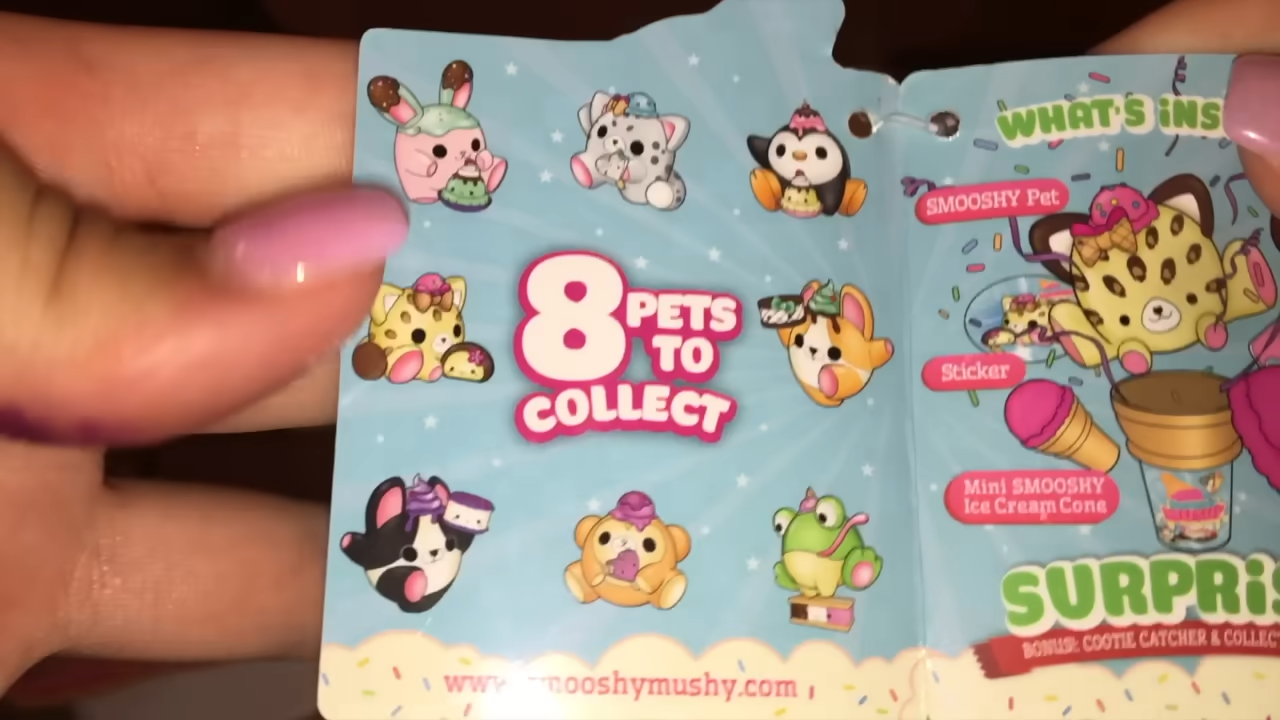 8 PETS
TO
COLLECT
www. mooshymushy.com
WHAT'S INS
SMOOSHY Pet
Sticker
Mini SMOOSHY
Ice Cream Cone
SURPRIS
BONUS: COOTIE CATCHER & COLLEC